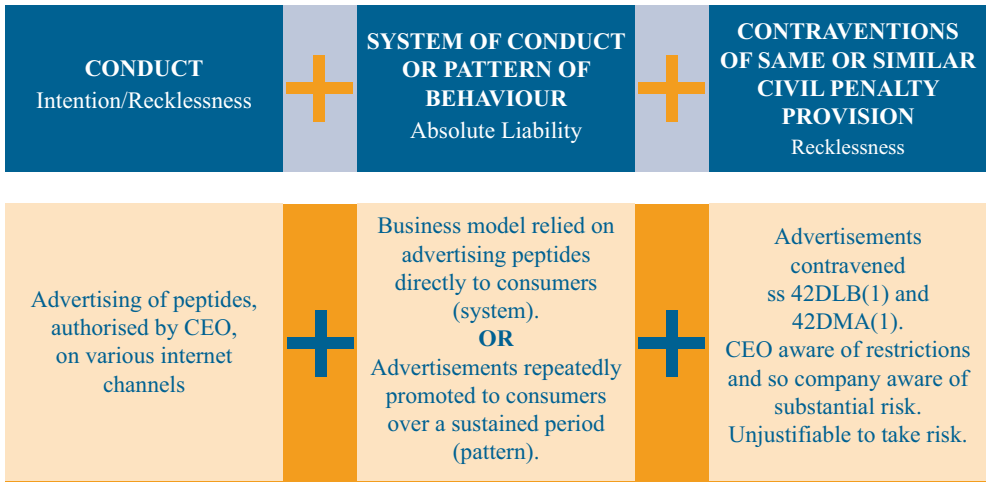 CONDUCT
Intention/Recklessness
SYSTEM OF CONDUCT
OR PATTERN OF
BEHAVIOUR
Absolute Liability
CONTRAVENTIONS
OF SAME OR SIMILAR
CIVIL PENALTY
PROVISION
Recklessness
Advertising of peptides,
authorised by CEO,
on various internet
channels
Business model relied on
advertising peptides
directly to consumers
(system).
OR
Advertisements repeatedly
promoted to consumers
over a sustained period
(pattern).
Advertisements
contravened
ss 42DLB(1) and
42DMA(1).
CEO aware of restrictions
and so company aware of
substantial risk.
Unjustifiable to take risk.